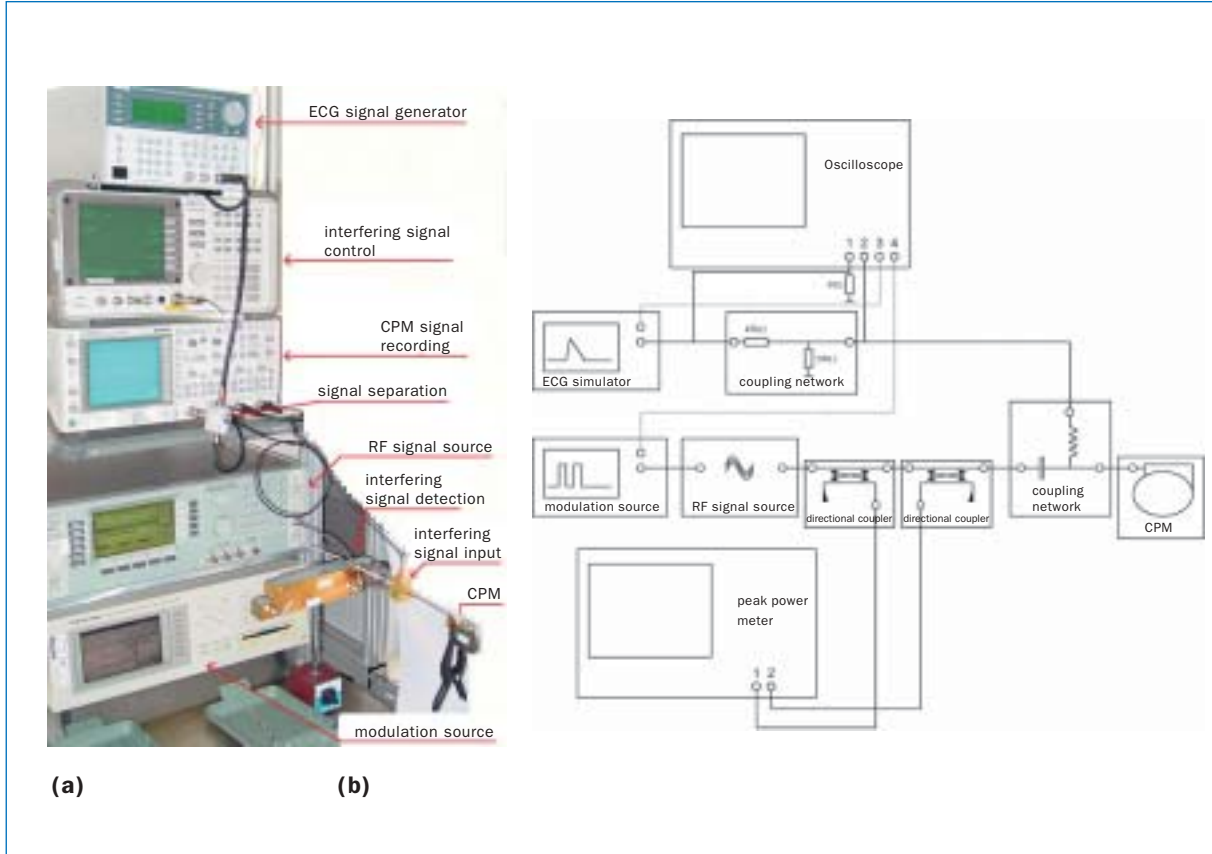 ECG signal generator
interfering signal
control
CPM signal
recording
signal separation
RF signal source
interfering
signal detection
interfering
signal input
CPM
modulation source
(a)
(b)
Oscilloscope
1 2 3 4
ECG simulator
coupling network
modulation source
RF signal source
directional coupler
directional coupler
coupling
network
CPM
peak power
meter
1 2